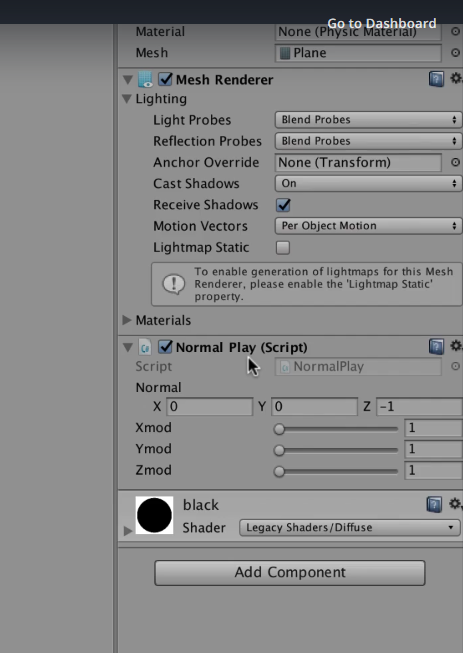 Go to Dashboard
Material None (Physic Material)
Mesh Plane
Mesh Renderer
Lighting
Light Probes Blend Probes
Reflection Probes Blend Probes
Anchor Override None (Transform)
Cast Shadows On
Receive Shadows
Motion Vectors Per Object Motion
Lightmap Static
To enable generation of lightmaps for this Mesh
Renderer, please enable the 'Lightmap Static'
property.
Materials
Normal Play (Script)
Script NormalPlay
Normal
X 0 Y 0 Z -1
Xmod 1
Ymod 1
Zmod 1
black
Shader Legacy Shaders/Diffuse
Add Component